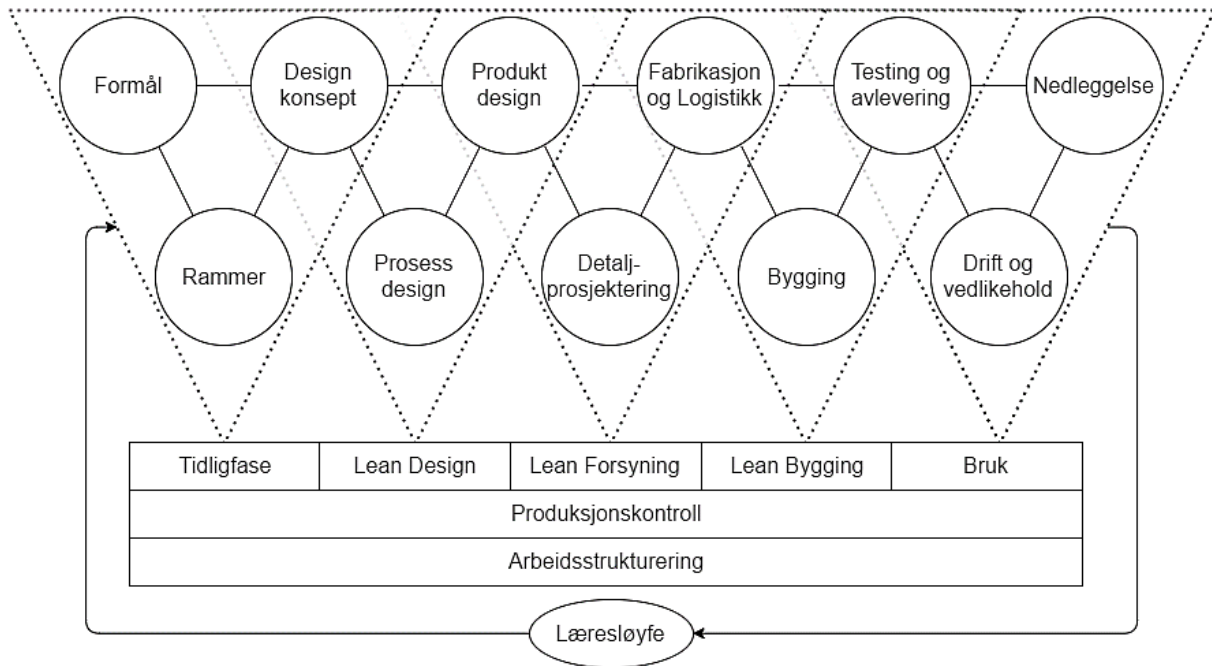 Formål
Design
konsept
Produkt
design
Fabrikasjon
og Logistikk
Testing og
avlevering
Nedleggelse
Rammer
Prosess
design
Detalj-
prosjektering
Bygging
Drift og
vedlikehold
Tidligfase
Lean Design
Lean Forsyning
Lean Bygging
Bruk
Produksjonskontroll
Arbeidsstrukturering
Læresløyfe